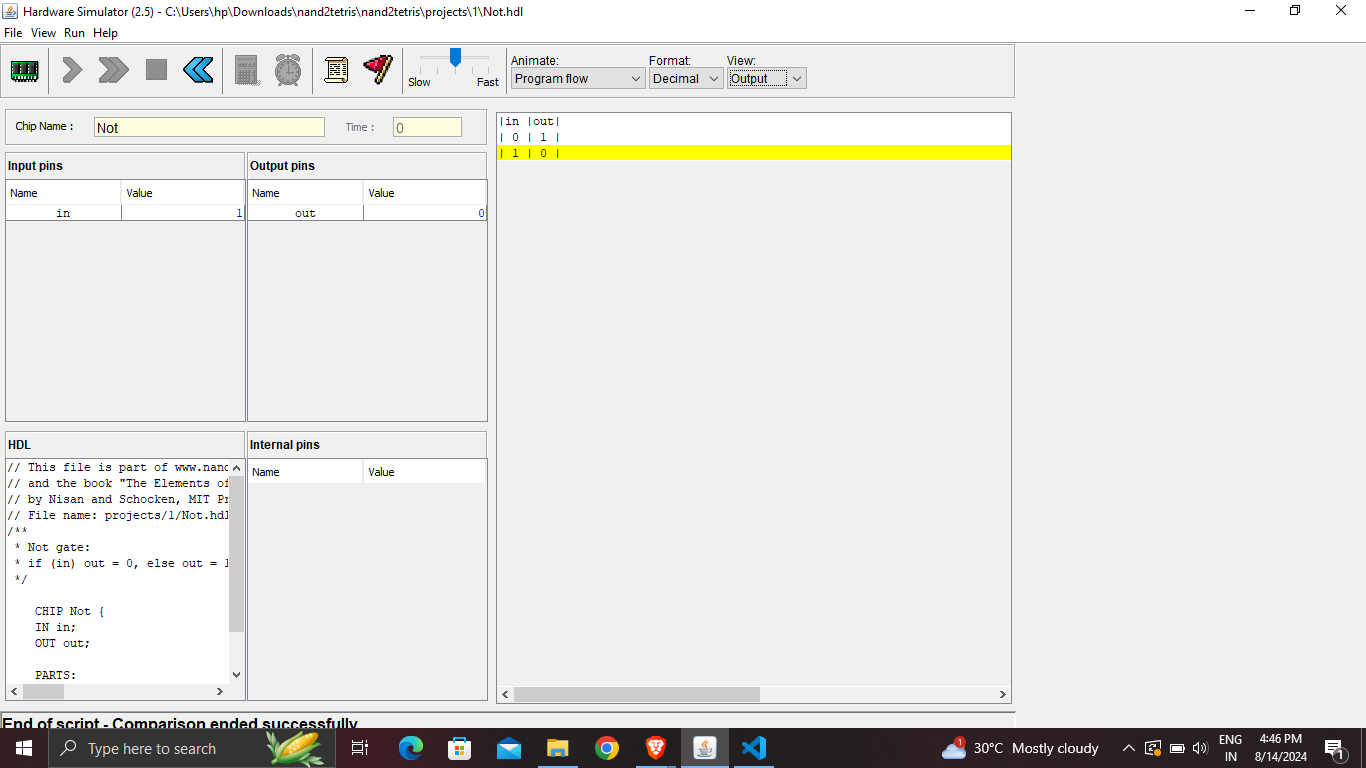 Hardware Simulator (2.5) - C:\Users\hp\Downloads\nand2tetris\nand2tetris\projects\1\Not.hdl
File View Run Help
Animate: Format: View:
Slow Fast Program flow Decimal Output
Chip Name : Not Time : 0
Input pins Output pins
Name Value Name Value
in 1 out 0
|in |out|
| 0 | 1 |
| 1 | 0 |
HDL Internal pins
Name Value
// This file is part of www.nand
// and the book "The Elements of
// by Nisan and Schocken, MIT Pr
// File name: projects/1/Not.hdl
/**
* Not gate:
* if (in) out = 0, else out = 1
*/
CHIP Not {
IN in;
OUT out;
PARTS:
End of script - Comparison ended successfully
Type here to search
1 30°C Mostly cloudy
ENG
IN
4:46 PM
8/14/2024
1